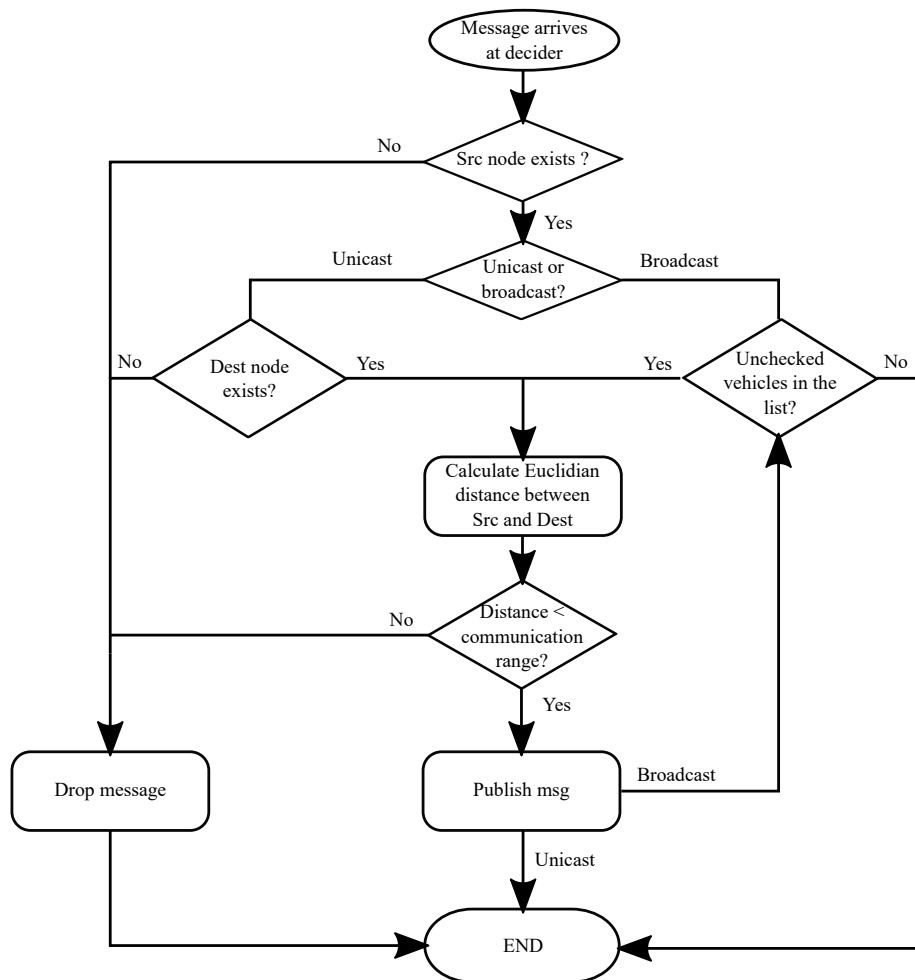 Message arrives
at decider
No
Src node exists ?
Yes
Unicast
Unicast or
broadcast?
Broadcast
No
Dest node
exists?
Yes
Yes
Unchecked
vehicles in the
list?
No
Calculate Euclidian
distance between
Src and Dest
No
Distance <
communication
range?
Yes
Drop message
Publish msg
Broadcast
Unicast
END